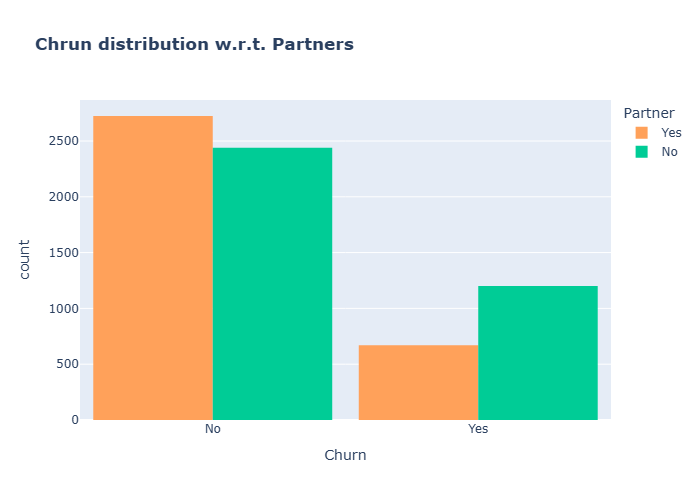 Chrun distribution w.r.t. Partners
Partner
Yes
No
2500
2000
1500
1000
500
0
count
No
Yes
Churn